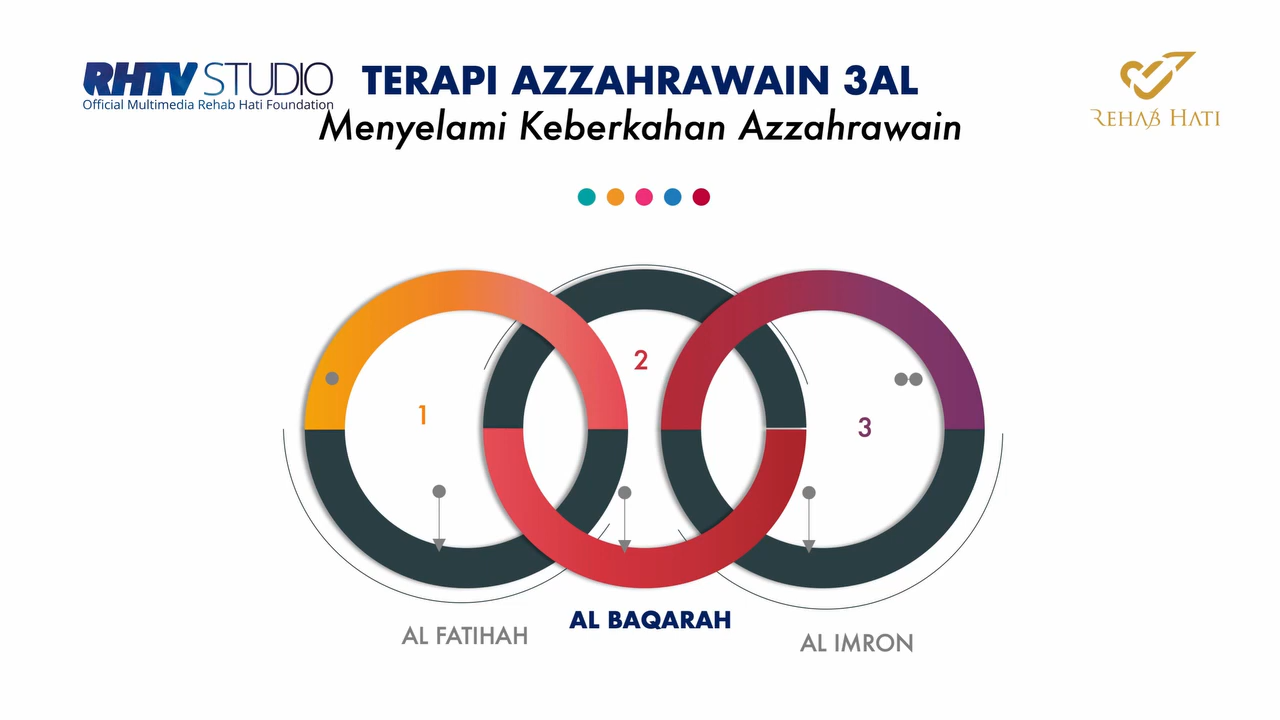 RHTV STUDIO
Official Multimedia Rehab Hati Foundation
TERAPI AZZAHRAWAIN 3AL
Menyelami Keberkahan Azzahrawain
REHAB HATI
1
2
3
AL FATIHAH
AL BAQARAH
AL IMRON